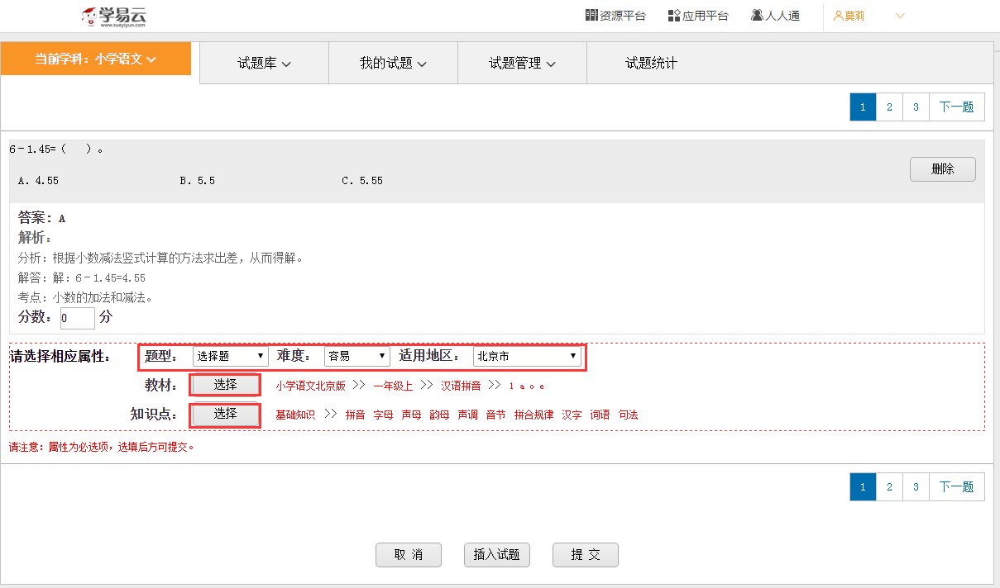 学易云
www.xueyiyun.com
资源平台 应用平台 人人通 莫莉
当前学科：小学语文 试题库 我的试题 试题管理 试题统计
1 2 3 下一题
6－1.45=（ ）。
A. 4.55 B. 5.5 C. 5.55
删除
答案：A
解析：
分析：根据小数减法竖式计算的方法求出差，从而得解。
解答：解：6－1.45=4.55
考点：小数的加法和减法。
分数：0 分
请选择相应属性： 题型： 选择题 难度： 容易 适用地区： 北京市
教材： 选择 小学语文北京版 >> 一年级上 >> 汉语拼音 >> 1 a o e
知识点： 选择 基础知识 >> 拼音 字母 声母 韵母 声调 音节 拼合规律 汉字 词语 句法
请注意：属性为必选项，选填后方可提交。
1 2 3 下一题
取 消 插入试题 提 交